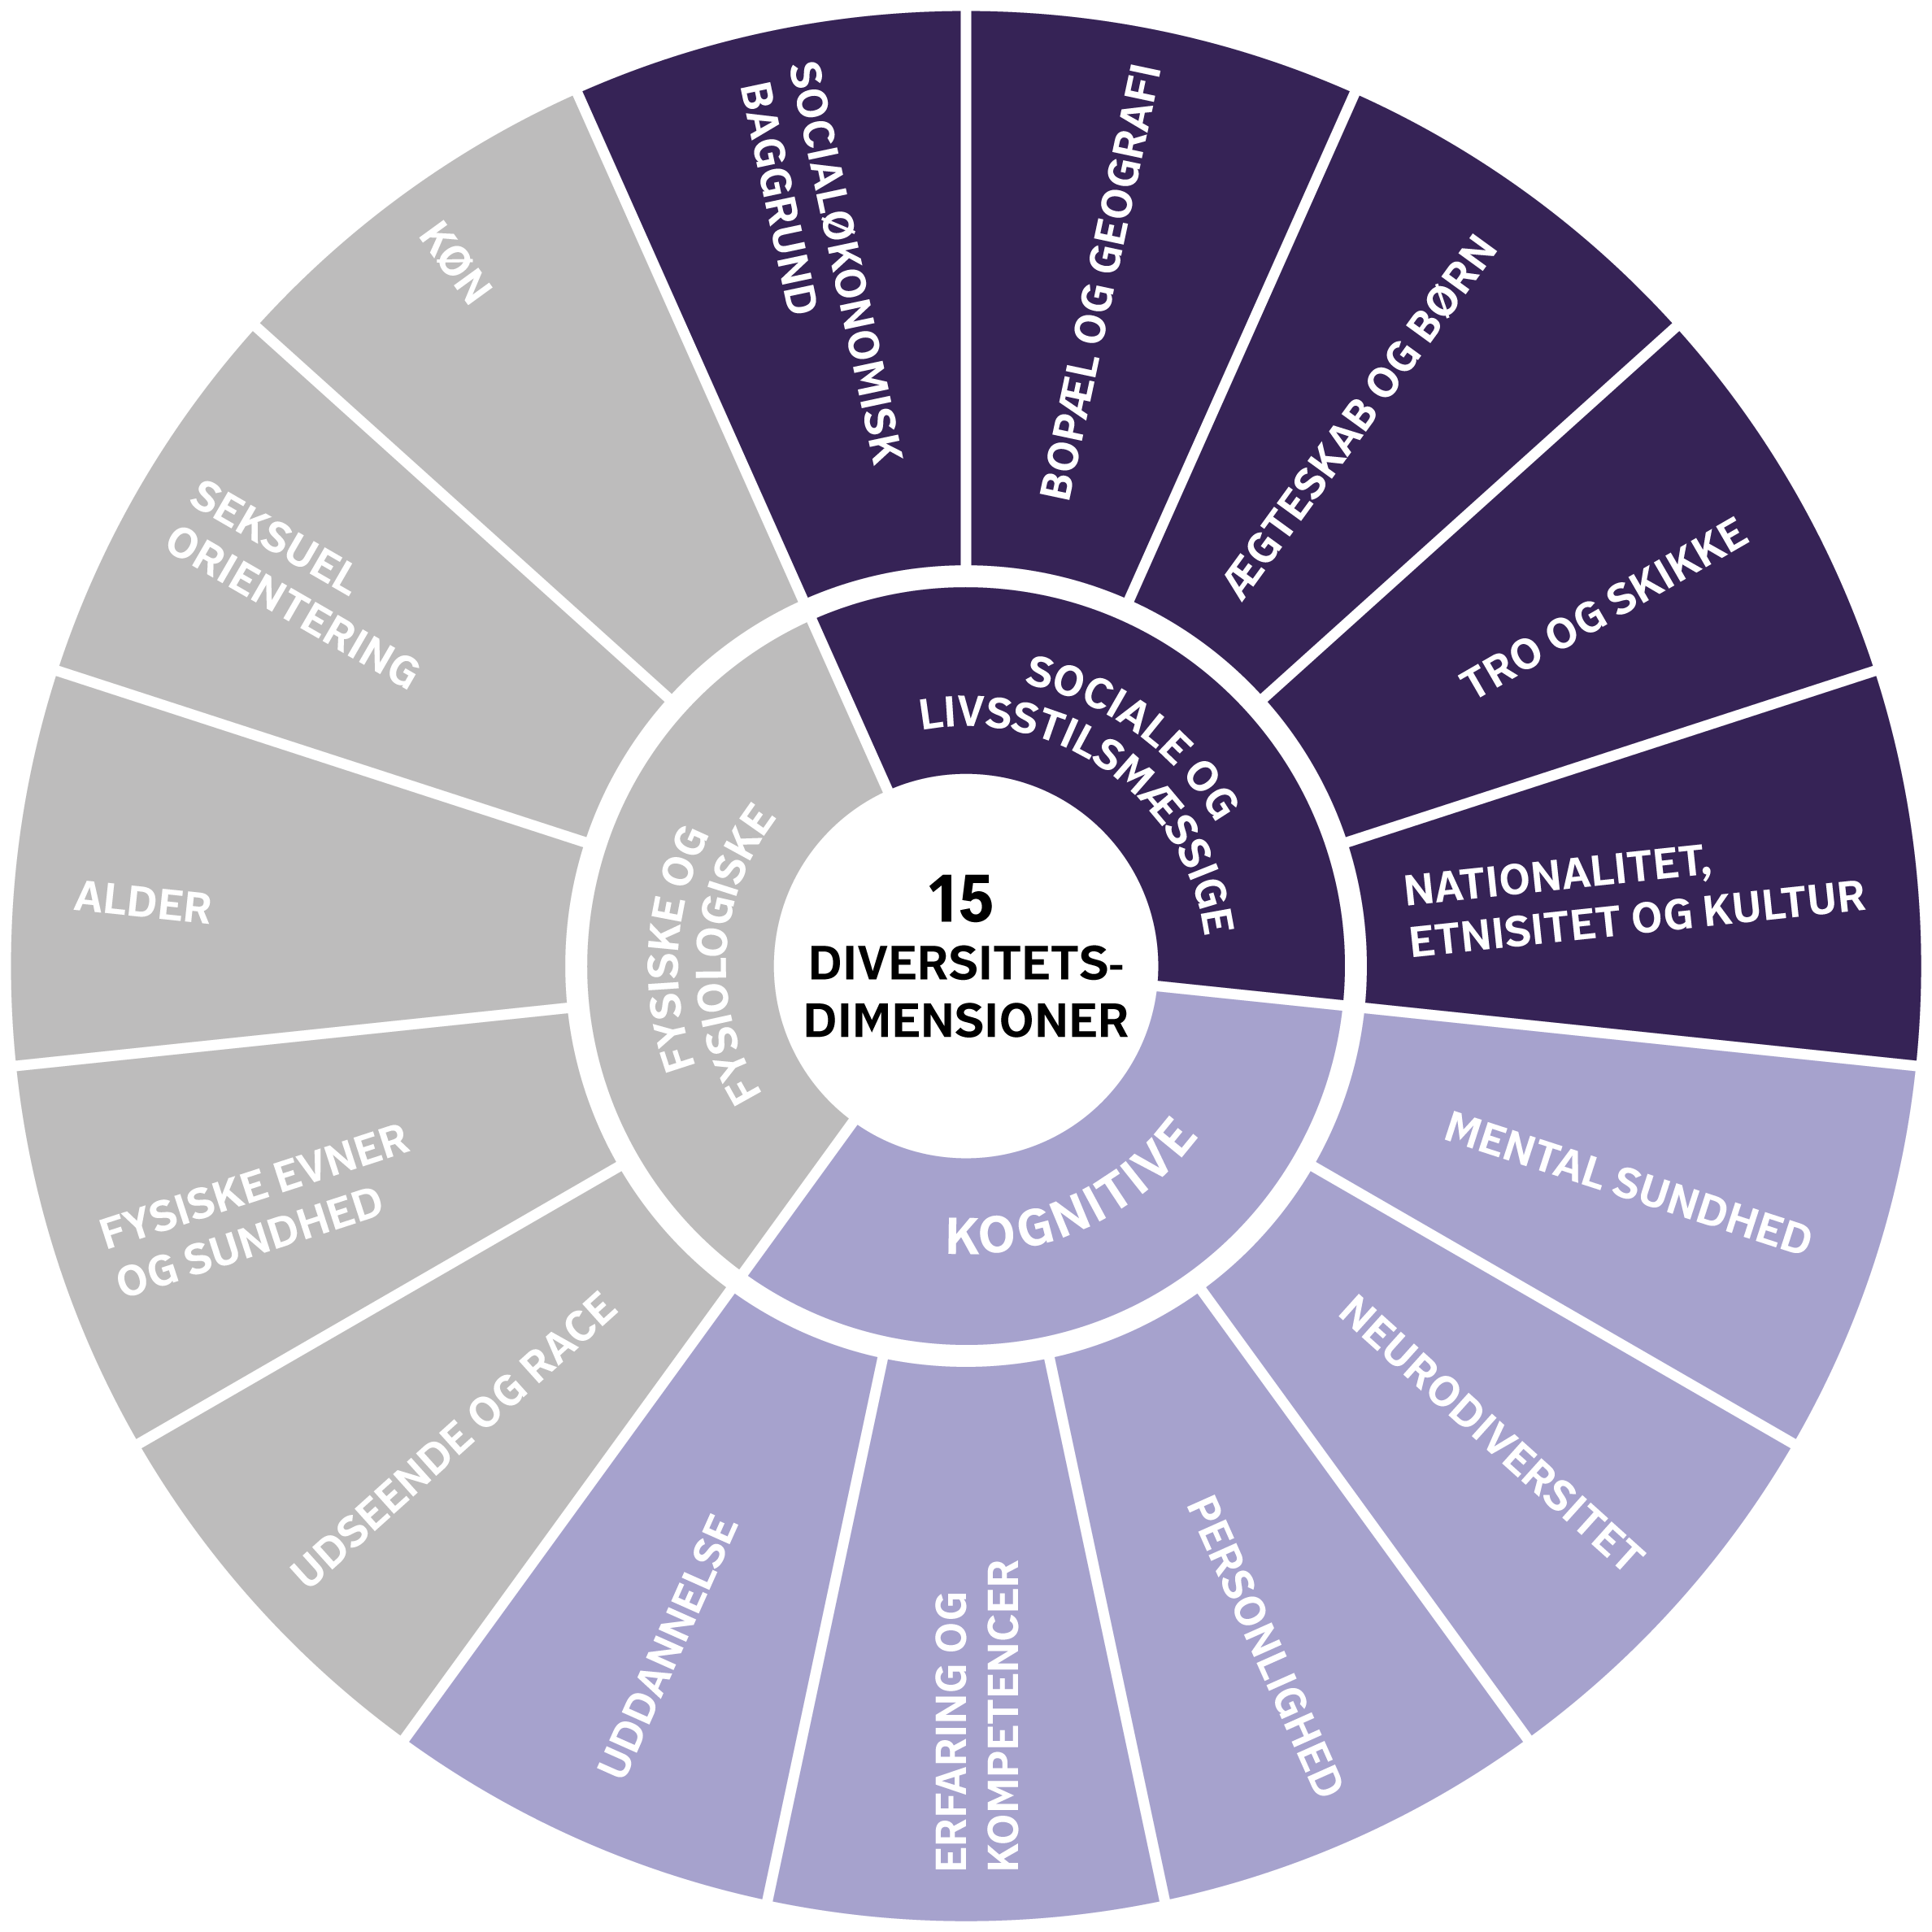 15
DIVERSITETS-
DIMENSIONER
SOCIALE OG
LIVSSTILSMÆSSIGE
KOGNITIVE
FYSISKE OG
FYSIOLOGISKE
SOCIALØKONOMISK
BAGGRUND
BOPÆL OG GEOGRAFI
ÆGTESKAB OG BØRN
TRO OG SKIKKE
NATIONALITET,
ETNISITET OG KULTUR
MENTAL SUNDHED
NEURODIVERSITET
PERSONLIGHED
ERFARING OG
KOMPETENCER
UDDANNELSE
UDSEENDE OG RACE
FYSISKE EVNER
OG SUNDHED
ALDER
SEKSUEL
ORIENTERING
KØN